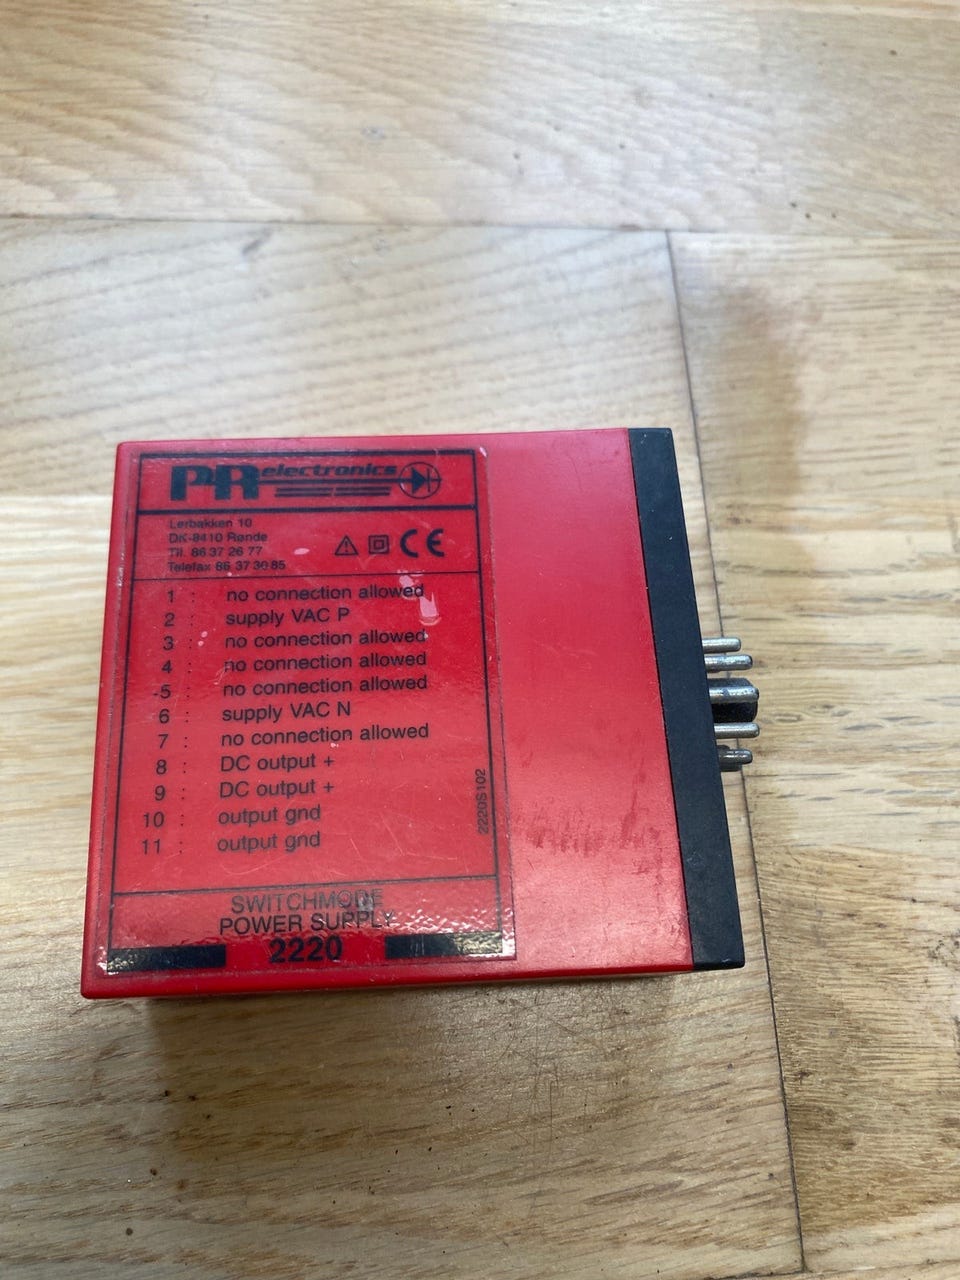 PR electronics
Lerbakken 10
DK-8410 Rønde
Tlf. 86 37 26 77
Telefax 86 37 30 85
CE
1 : no connection allowed
2 : supply VAC P
3 : no connection allowed
4 : no connection allowed
5 : no connection allowed
6 : supply VAC N
7 : no connection allowed
8 : DC output +
9 : DC output +
10 : output gnd
11 : output gnd
2220S102
SWITCHMODE
POWER SUPPLY
2220